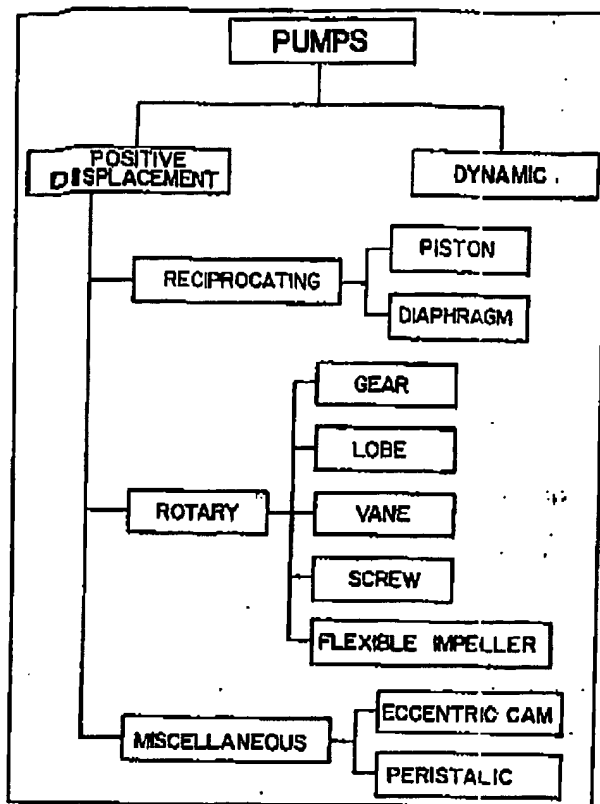 PUMPS
POSITIVE
DISPLACEMENT
DYNAMIC
RECIPROCATING
PISTON
DIAPHRAGM
GEAR
LOBE
ROTARY
VANE
SCREW
FLEXIBLE IMPELLER
MISCELLANEOUS
ECCENTRIC CAM
PERISTALIC